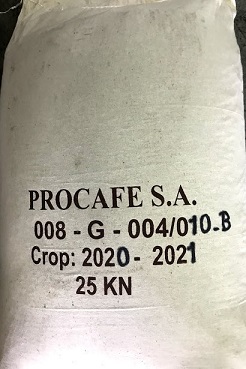 PROCAFE S.A.
008 - G - 004/010-B
Crop: 2020 - 2021
25 KN